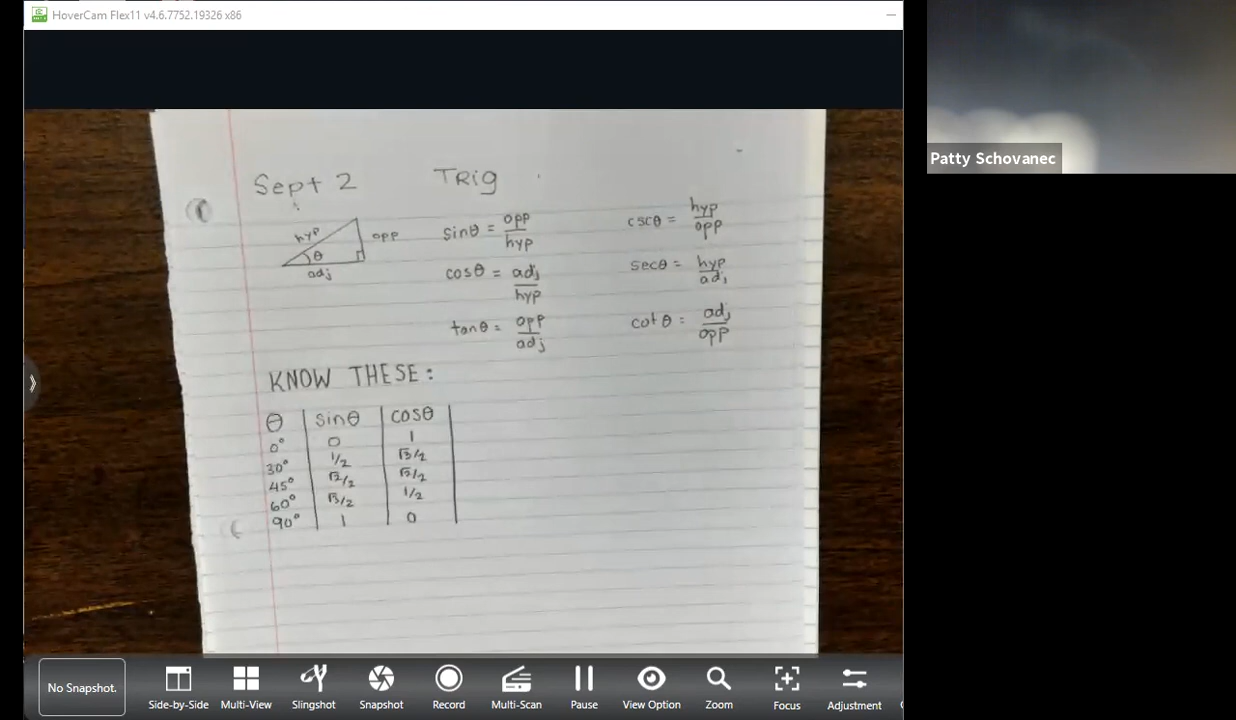 HoverCam Flex11 v4.6.7752.19326 x86
Patty Schovanec
Sept 2 TRig
hyp
opp
θ
adj
sinθ = opp/hyp
cscθ = hyp/opp
cosθ = adj/hyp
secθ = hyp/adj
tanθ = opp/adj
cotθ = adj/opp
KNOW THESE:
θ sinθ cosθ
0° 0 1
30° 1/2 √3/2
45° √2/2 √2/2
60° √3/2 1/2
90° 1 0
No Snapshot.
Side-by-Side Multi-View Slingshot Snapshot Record Multi-Scan Pause View Option Zoom Focus Adjustment